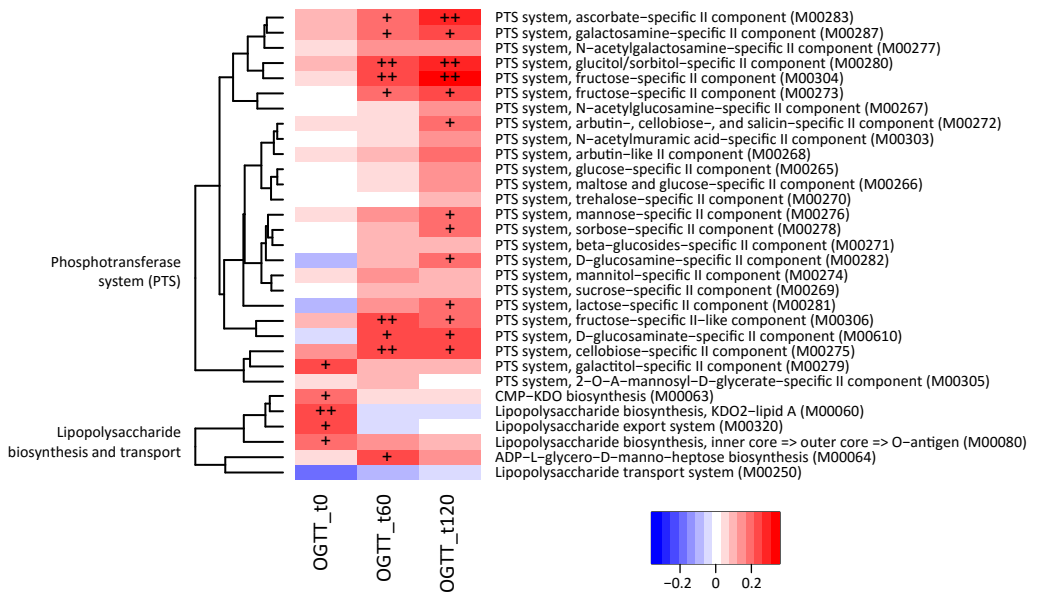 ++
++
PTS system, ascorbate−specific II component (M00283)
+
+
PTS system, galactosamine−specific II component (M00287)
PTS system, N−acetylgalactosamine−specific II component (M00277)
++
++
PTS system, glucitol/sorbitol−specific II component (M00280)
++
++
PTS system, fructose−specific II component (M00304)
+
+
PTS system, fructose−specific II component (M00273)
PTS system, N−acetylglucosamine−specific II component (M00267)
+
PTS system, arbutin−, cellobiose−, and salicin−specific II component (M00272)
PTS system, N−acetylmuramic acid−specific II component (M00303)
PTS system, arbutin−like II component (M00268)
PTS system, glucose−specific II component (M00265)
PTS system, maltose and glucose−specific II component (M00266)
PTS system, trehalose−specific II component (M00270)
+
PTS system, mannose−specific II component (M00276)
+
PTS system, sorbose−specific II component (M00278)
PTS system, beta−glucosides−specific II component (M00271)
+
PTS system, D−glucosamine−specific II component (M00282)
Phosphotransferase
system (PTS)
PTS system, mannitol−specific II component (M00274)
PTS system, sucrose−specific II component (M00269)
+
PTS system, lactose−specific II component (M00281)
++
+
PTS system, fructose−specific II−like component (M00306)
+
+
PTS system, D−glucosaminate−specific II component (M00610)
++
+
PTS system, cellobiose−specific II component (M00275)
+
PTS system, galactitol−specific II component (M00279)
PTS system, 2−O−A−mannosyl−D−glycerate−specific II component (M00305)
+
CMP−KDO biosynthesis (M00063)
++
Lipopolysaccharide biosynthesis, KDO2−lipid A (M00060)
+
Lipopolysaccharide export system (M00320)
Lipopolysaccharide
biosynthesis and transport
+
Lipopolysaccharide biosynthesis, inner core => outer core => O−antigen (M00080)
+
ADP−L−glycero−D−manno−heptose biosynthesis (M00064)
Lipopolysaccharide transport system (M00250)
OGTT_t0
OGTT_t60
OGTT_t120
−0.2 0 0.2